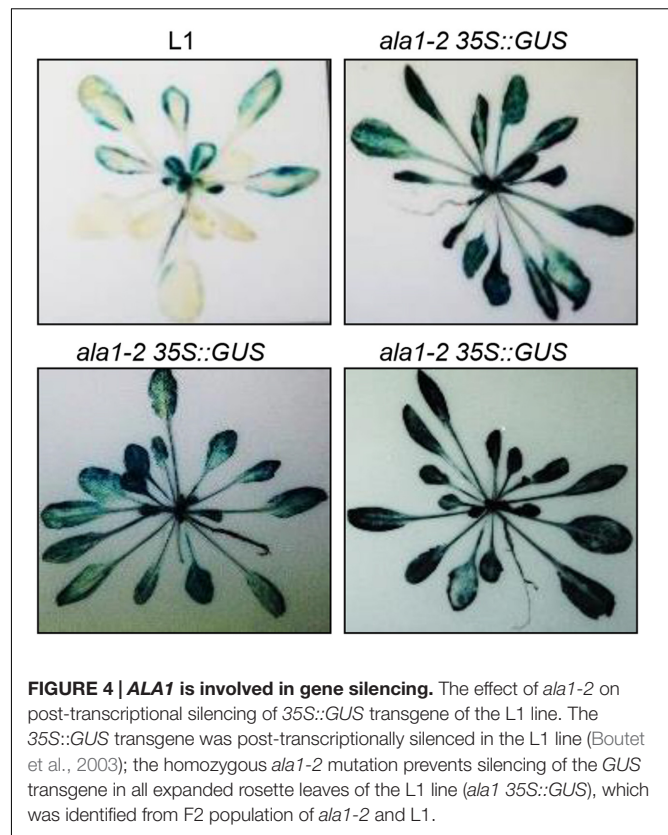 L1
ala1-2 35S::GUS
ala1-2 35S::GUS
ala1-2 35S::GUS
FIGURE 4 | ALA1 is involved in gene silencing. The effect of ala1-2 on
post-transcriptional silencing of 35S::GUS transgene of the L1 line. The
35S::GUS transgene was post-transcriptionally silenced in the L1 line (Boutet
et al., 2003); the homozygous ala1-2 mutation prevents silencing of the GUS
transgene in all expanded rosette leaves of the L1 line (ala1 35S::GUS), which
was identified from F2 population of ala1-2 and L1.